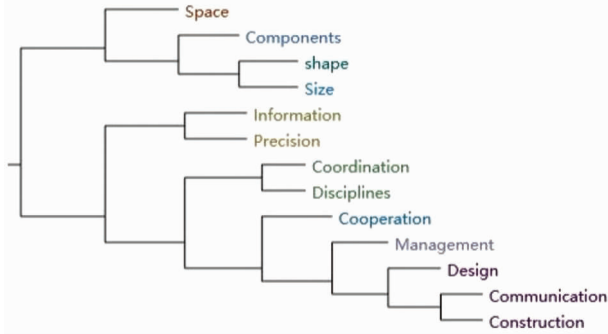 Space
Components
shape
Size
Information
Precision
Coordination
Disciplines
Cooperation
Management
Design
Communication
Construction